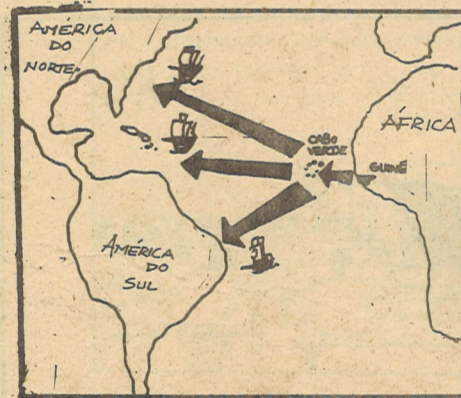 AMÉRICA
DO
NORTE
CABO
VERDE
ÁFRICA
GUINÉ
AMÉRICA
DO
SUL